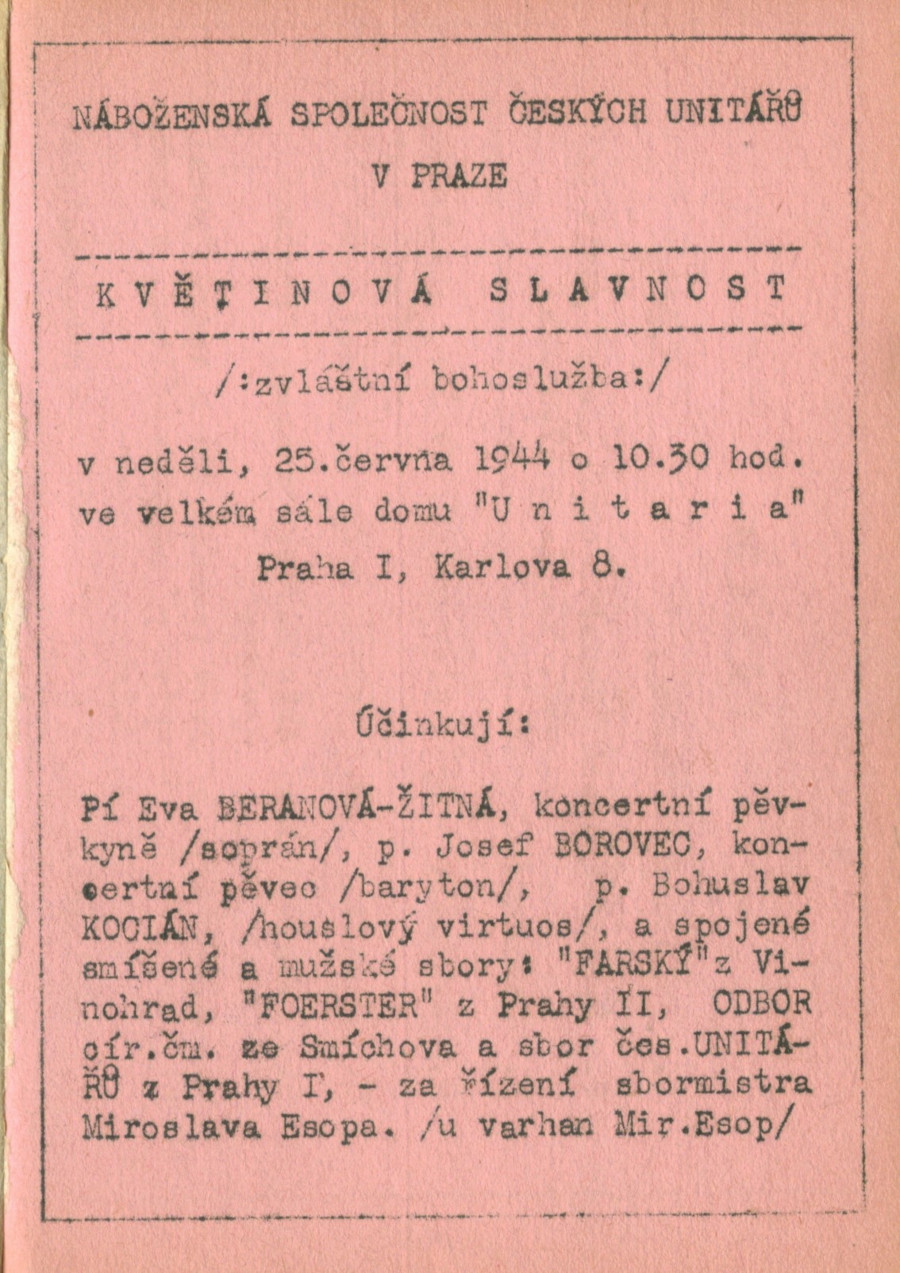 NÁBOŽENSKÁ SPOLEČNOST ČESKÝCH UNITÁŘŮ
V PRAZE
KVĚTINOVÁ SLAVNOST
/:zvláštní bohoslužba:/
v neděli, 25.června 1944 o 10.30 hod.
ve velkém sále domu "Unitaria"
Praha I, Karlova 8.
Účinkují:
Pí Eva BERANOVÁ-ŽITNÁ, koncertní pěv-
kyně /soprán/, p. Josef BOROVEC, kon-
certní pěvec /baryton/, p. Bohuslav
KOCIÁN, /houslový virtuos/, a spojené
smíšené a mužské sbory: "FARSKÝ" z Vi-
nohrad, "FOERSTER" z Prahy II, ODBOR
cír.čm. ze Smíchova a sbor čes.UNITÁ-
ŘŮ z Prahy I, - za řízení sbormistra
Miroslava Esopa. /u varhan Mir.Esop/